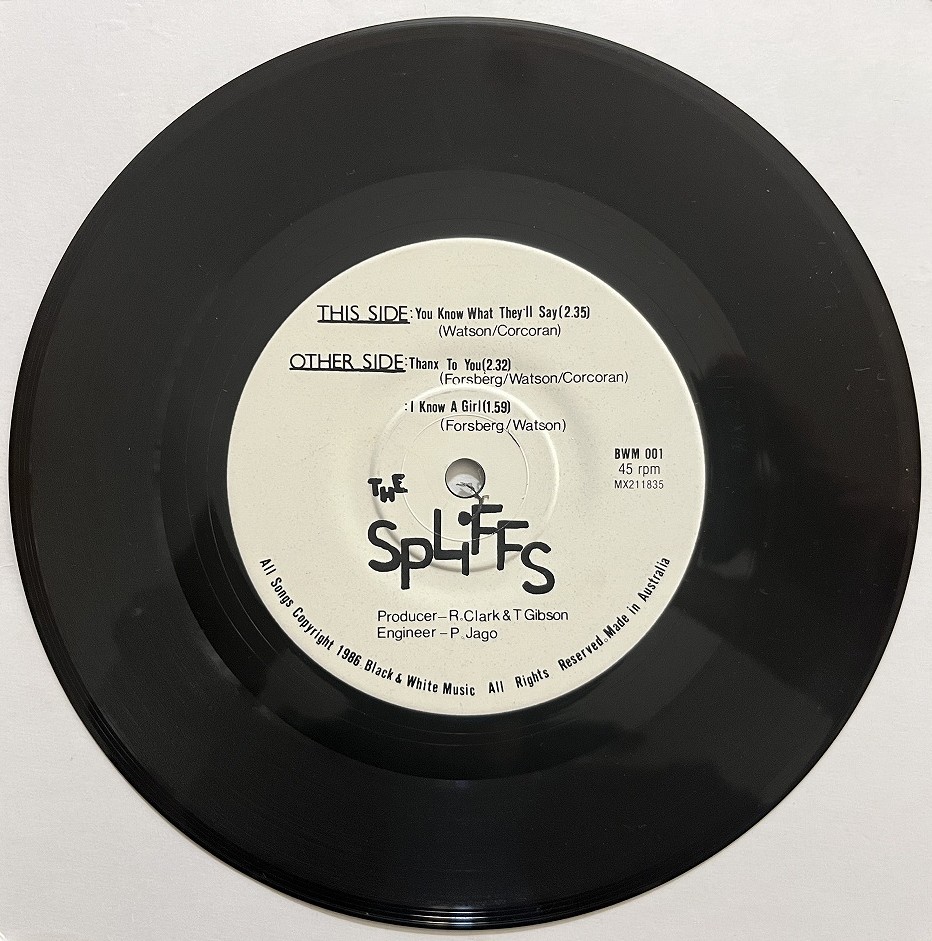 THIS SIDE: You Know What They'll Say (2.35)
(Watson/Corcoran)
OTHER SIDE: Thanx To You (2.32)
(Forsberg/Watson/Corcoran)
: I Know A Girl (1.59)
(Forsberg/Watson)
BWM 001
45 rpm
MX211835
THE
SPLiFFS
Producer – R. Clark & T Gibson
Engineer – P. Jago
All Songs Copyright 1986. Black & White Music All Rights Reserved. Made in Australia